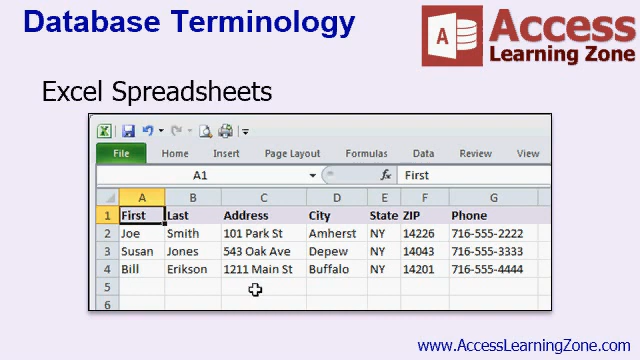 Database Terminology
A
Access
Learning Zone
Excel Spreadsheets
File Home Insert Page Layout Formulas Data Review View
A1 fx First
A B C D E F G
1 First Last Address City State ZIP Phone
2 Joe Smith 101 Park St Amherst NY 14226 716-555-2222
3 Susan Jones 543 Oak Ave Depew NY 14043 716-555-3333
4 Bill Erikson 1211 Main St Buffalo NY 14201 716-555-4444
5
6
www.AccessLearningZone.com